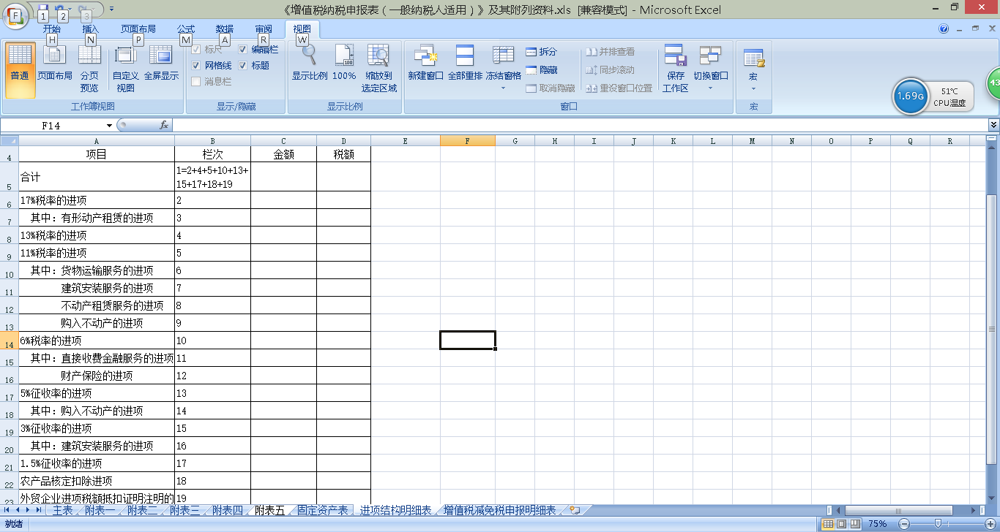 《增值税纳税申报表（一般纳税人适用）》及其附列资料.xls [兼容模式] - Microsoft Excel
F 1 2 3
开始 插入 页面布局 公式 数据 审阅 视图
H N P M A R W
标尺 编辑栏
普通 页面布局 分页预览 自定义视图 全屏显示
网格线 标题
消息栏
显示比例 100% 缩放到选定区域
新建窗口 全部重排 冻结窗格
拆分 隐藏 取消隐藏
并排查看 同步滚动 重设窗口位置
保存工作区 切换窗口 宏
1.69G 51℃ CPU温度 43
工作簿视图 显示/隐藏 显示比例 窗口 宏
F14 fx
A B C D E F G H I J K L M N O P Q R
4 项目 栏次 金额 税额
5 合计 1=2+4+5+10+13+
15+17+18+19
6 17%税率的进项 2
7 其中：有形动产租赁的进项 3
8 13%税率的进项 4
9 11%税率的进项 5
10 其中：货物运输服务的进项 6
11 建筑安装服务的进项 7
12 不动产租赁服务的进项 8
13 购入不动产的进项 9
14 6%税率的进项 10
15 其中：直接收费金融服务的进项 11
16 财产保险的进项 12
17 5%征收率的进项 13
18 其中：购入不动产的进项 14
19 3%征收率的进项 15
20 其中：建筑安装服务的进项 16
21 1.5%征收率的进项 17
22 农产品核定扣除进项 18
23 外贸企业进项税额抵扣证明注明的 19
主表 附表一 附表二 附表三 附表四 附表五 固定资产表 进项结构明细表 增值税减免税申报明细表
就绪 75%